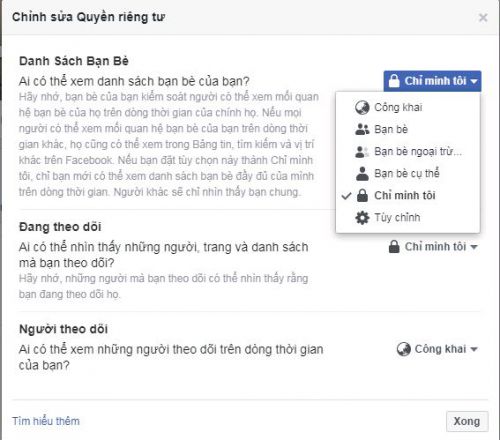 Chỉnh sửa Quyền riêng tư
Danh Sách Bạn Bè
Ai có thể xem danh sách bạn bè của bạn?
Chỉ mình tôi
Hãy nhớ, bạn bè của bạn kiểm soát người có thể xem mối quan
hệ bạn bè của họ trên dòng thời gian của chính họ. Nếu mọi
người có thể xem mối quan hệ bạn bè của bạn trên dòng thời
gian khác, họ cũng có thể xem trong Bảng tin, tìm kiếm và vị trí
khác trên Facebook. Nếu bạn đặt tùy chọn này thành Chỉ mình
tôi, chỉ bạn mới có thể xem danh sách bạn bè đầy đủ của mình
trên dòng thời gian. Người khác sẽ chỉ nhìn thấy bạn chung.
Công khai
Bạn bè
Bạn bè ngoại trừ...
Bạn bè cụ thể
Chỉ mình tôi
Tùy chỉnh
Đang theo dõi
Ai có thể nhìn thấy những người, trang và danh sách
mà bạn theo dõi?
Chỉ mình tôi
Hãy nhớ, những người mà bạn theo dõi có thể nhìn thấy rằng
bạn đang theo dõi họ.
Người theo dõi
Ai có thể xem những người theo dõi trên dòng thời gian
của bạn?
Công khai
Tìm hiểu thêm
Xong